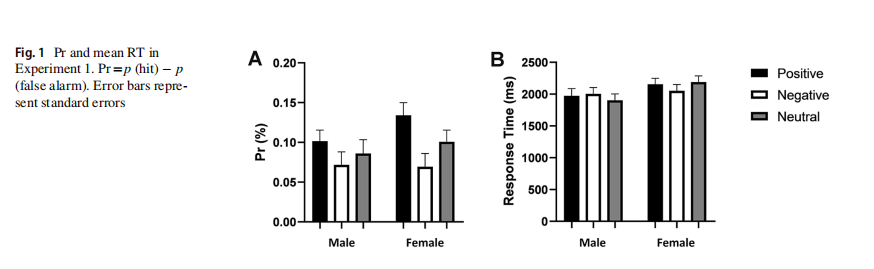 Fig. 1 Pr and mean RT in
Experiment 1. Pr=p (hit) − p
(false alarm). Error bars repre-
sent standard errors
A
Pr (%)
0.20
0.15
0.10
0.05
0.00
Male
Female
B
Response Time (ms)
2500
2000
1500
1000
500
0
Male
Female
Positive
Negative
Neutral